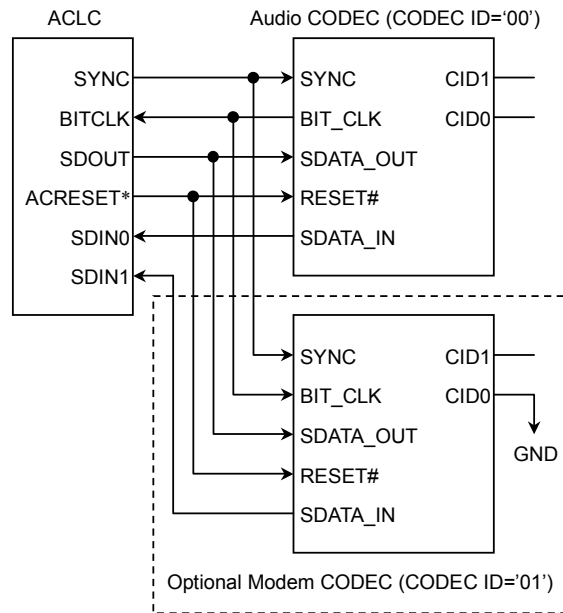 ACLC
SYNC
BITCLK
SDOUT
ACRESET*
SDIN0
SDIN1
Audio CODEC (CODEC ID=‘00’)
SYNC
BIT_CLK
SDATA_OUT
RESET#
SDATA_IN
CID1
CID0
SYNC
BIT_CLK
SDATA_OUT
RESET#
SDATA_IN
CID1
CID0
GND
Optional Modem CODEC (CODEC ID=’01’)